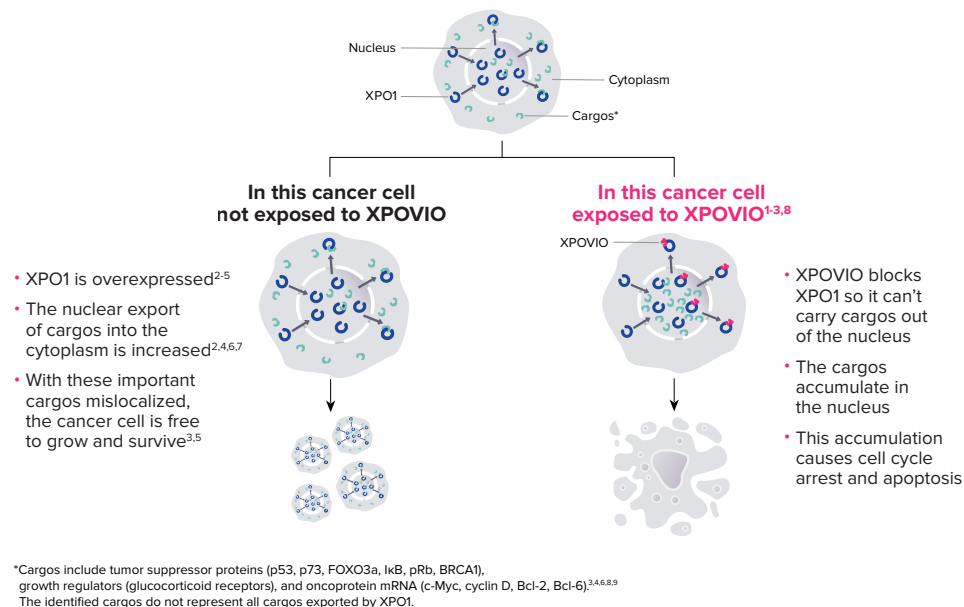 Nucleus
Cytoplasm
XPO1
Cargos*
In this cancer cell
not exposed to XPOVIO
In this cancer cell
exposed to XPOVIO1-3,8
XPOVIO
• XPO1 is overexpressed2-5
• The nuclear export
of cargos into the
cytoplasm is increased2,4,6,7
• With these important
cargos mislocalized,
the cancer cell is free
to grow and survive3,5
• XPOVIO blocks
XPO1 so it can’t
carry cargos out
of the nucleus
• The cargos
accumulate in
the nucleus
• This accumulation
causes cell cycle
arrest and apoptosis
*Cargos include tumor suppressor proteins (p53, p73, FOXO3a, IκB, pRb, BRCA1),
growth regulators (glucocorticoid receptors), and oncoprotein mRNA (c-Myc, cyclin D, Bcl-2, Bcl-6).3,4,6,8,9
The identified cargos do not represent all cargos exported by XPO1.